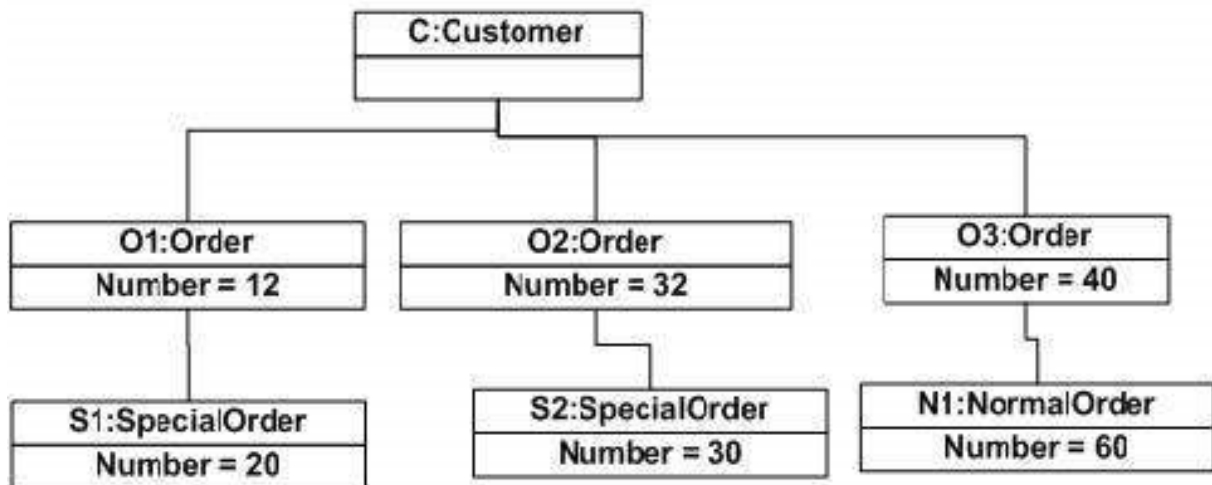 C:Customer
O1:Order
Number = 12
O2:Order
Number = 32
O3:Order
Number = 40
S1:SpecialOrder
Number = 20
S2:SpecialOrder
Number = 30
N1:NormalOrder
Number = 60